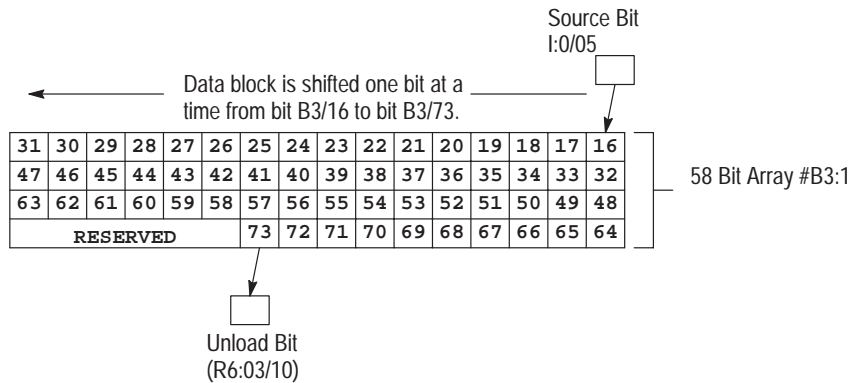 Source Bit
I:0/05
Data block is shifted one bit at a
time from bit B3/16 to bit B3/73.
31 30 29 28 27 26 25 24 23 22 21 20 19 18 17 16
47 46 45 44 43 42 41 40 39 38 37 36 35 34 33 32
58 Bit Array #B3:1
63 62 61 60 59 58 57 56 55 54 53 52 51 50 49 48
RESERVED 73 72 71 70 69 68 67 66 65 64
Unload Bit
(R6:03/10)